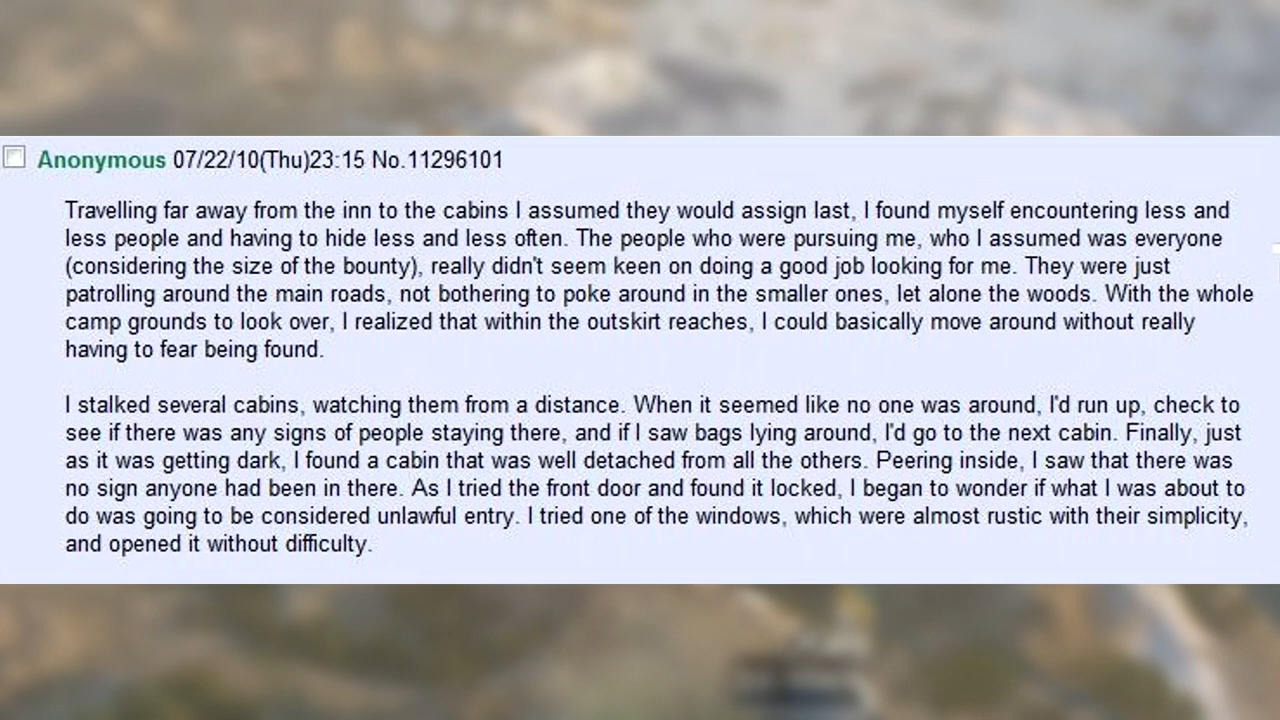 Anonymous 07/22/10(Thu)23:15 No.11296101
Travelling far away from the inn to the cabins I assumed they would assign last, I found myself encountering less and
less people and having to hide less and less often. The people who were pursuing me, who I assumed was everyone
(considering the size of the bounty), really didn't seem keen on doing a good job looking for me. They were just
patrolling around the main roads, not bothering to poke around in the smaller ones, let alone the woods. With the whole
camp grounds to look over, I realized that within the outskirt reaches, I could basically move around without really
having to fear being found.
I stalked several cabins, watching them from a distance. When it seemed like no one was around, I'd run up, check to
see if there was any signs of people staying there, and if I saw bags lying around, I'd go to the next cabin. Finally, just
as it was getting dark, I found a cabin that was well detached from all the others. Peering inside, I saw that there was
no sign anyone had been in there. As I tried the front door and found it locked, I began to wonder if what I was about to
do was going to be considered unlawful entry. I tried one of the windows, which were almost rustic with their simplicity,
and opened it without difficulty.